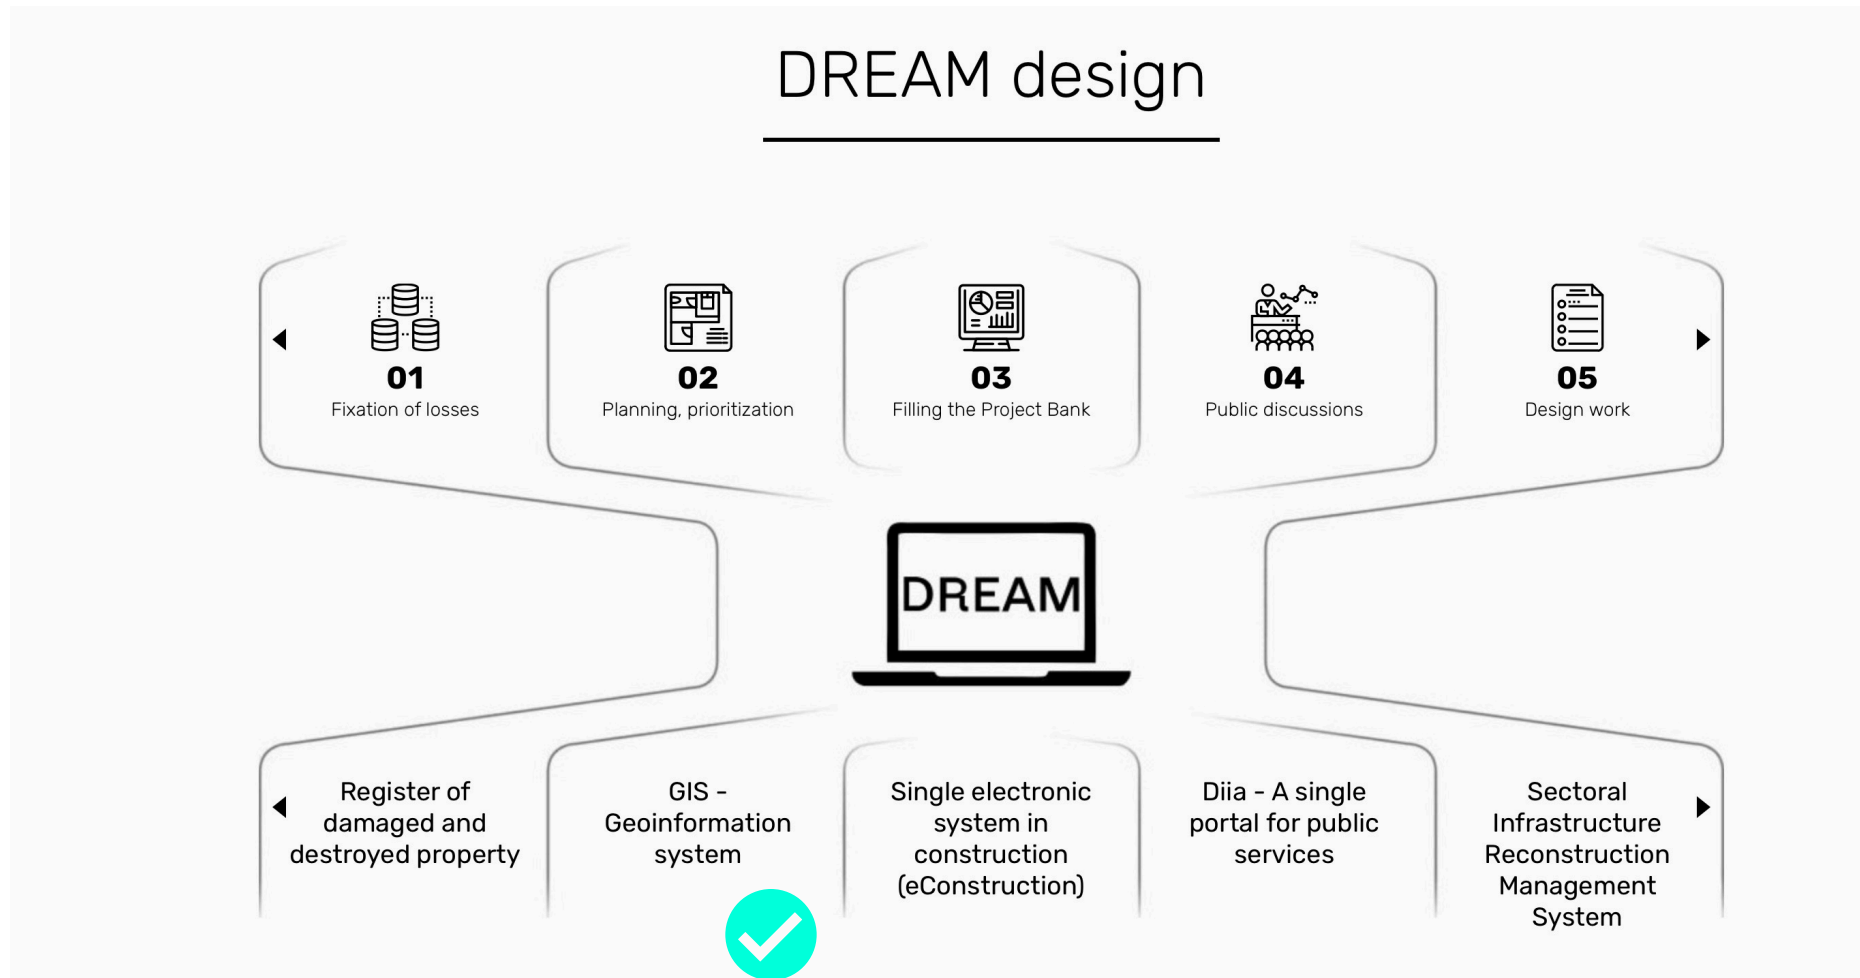 DREAM design
01
Fixation of losses
02
Planning, prioritization
03
Filling the Project Bank
04
Public discussions
05
Design work
DREAM
Register of
damaged and
destroyed property
GIS -
Geoinformation
system
Single electronic
system in
construction
(eConstruction)
Diia - A single
portal for public
services
Sectoral
Infrastructure
Reconstruction
Management
System